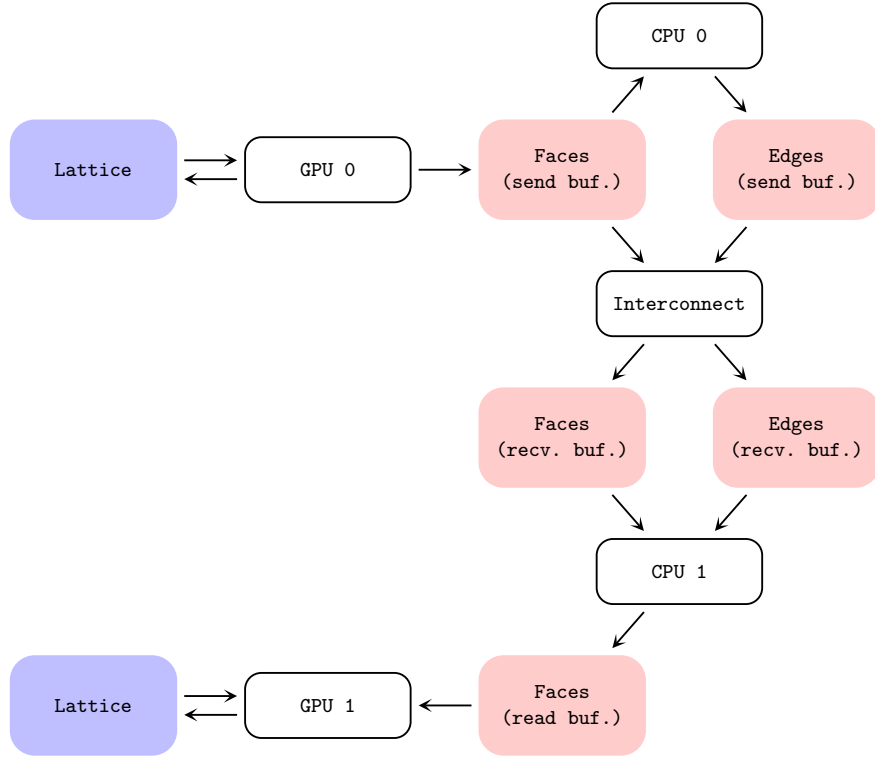 CPU 0
Lattice
GPU 0
Faces
(send buf.)
Edges
(send buf.)
Interconnect
Faces
(recv. buf.)
Edges
(recv. buf.)
CPU 1
Lattice
GPU 1
Faces
(read buf.)